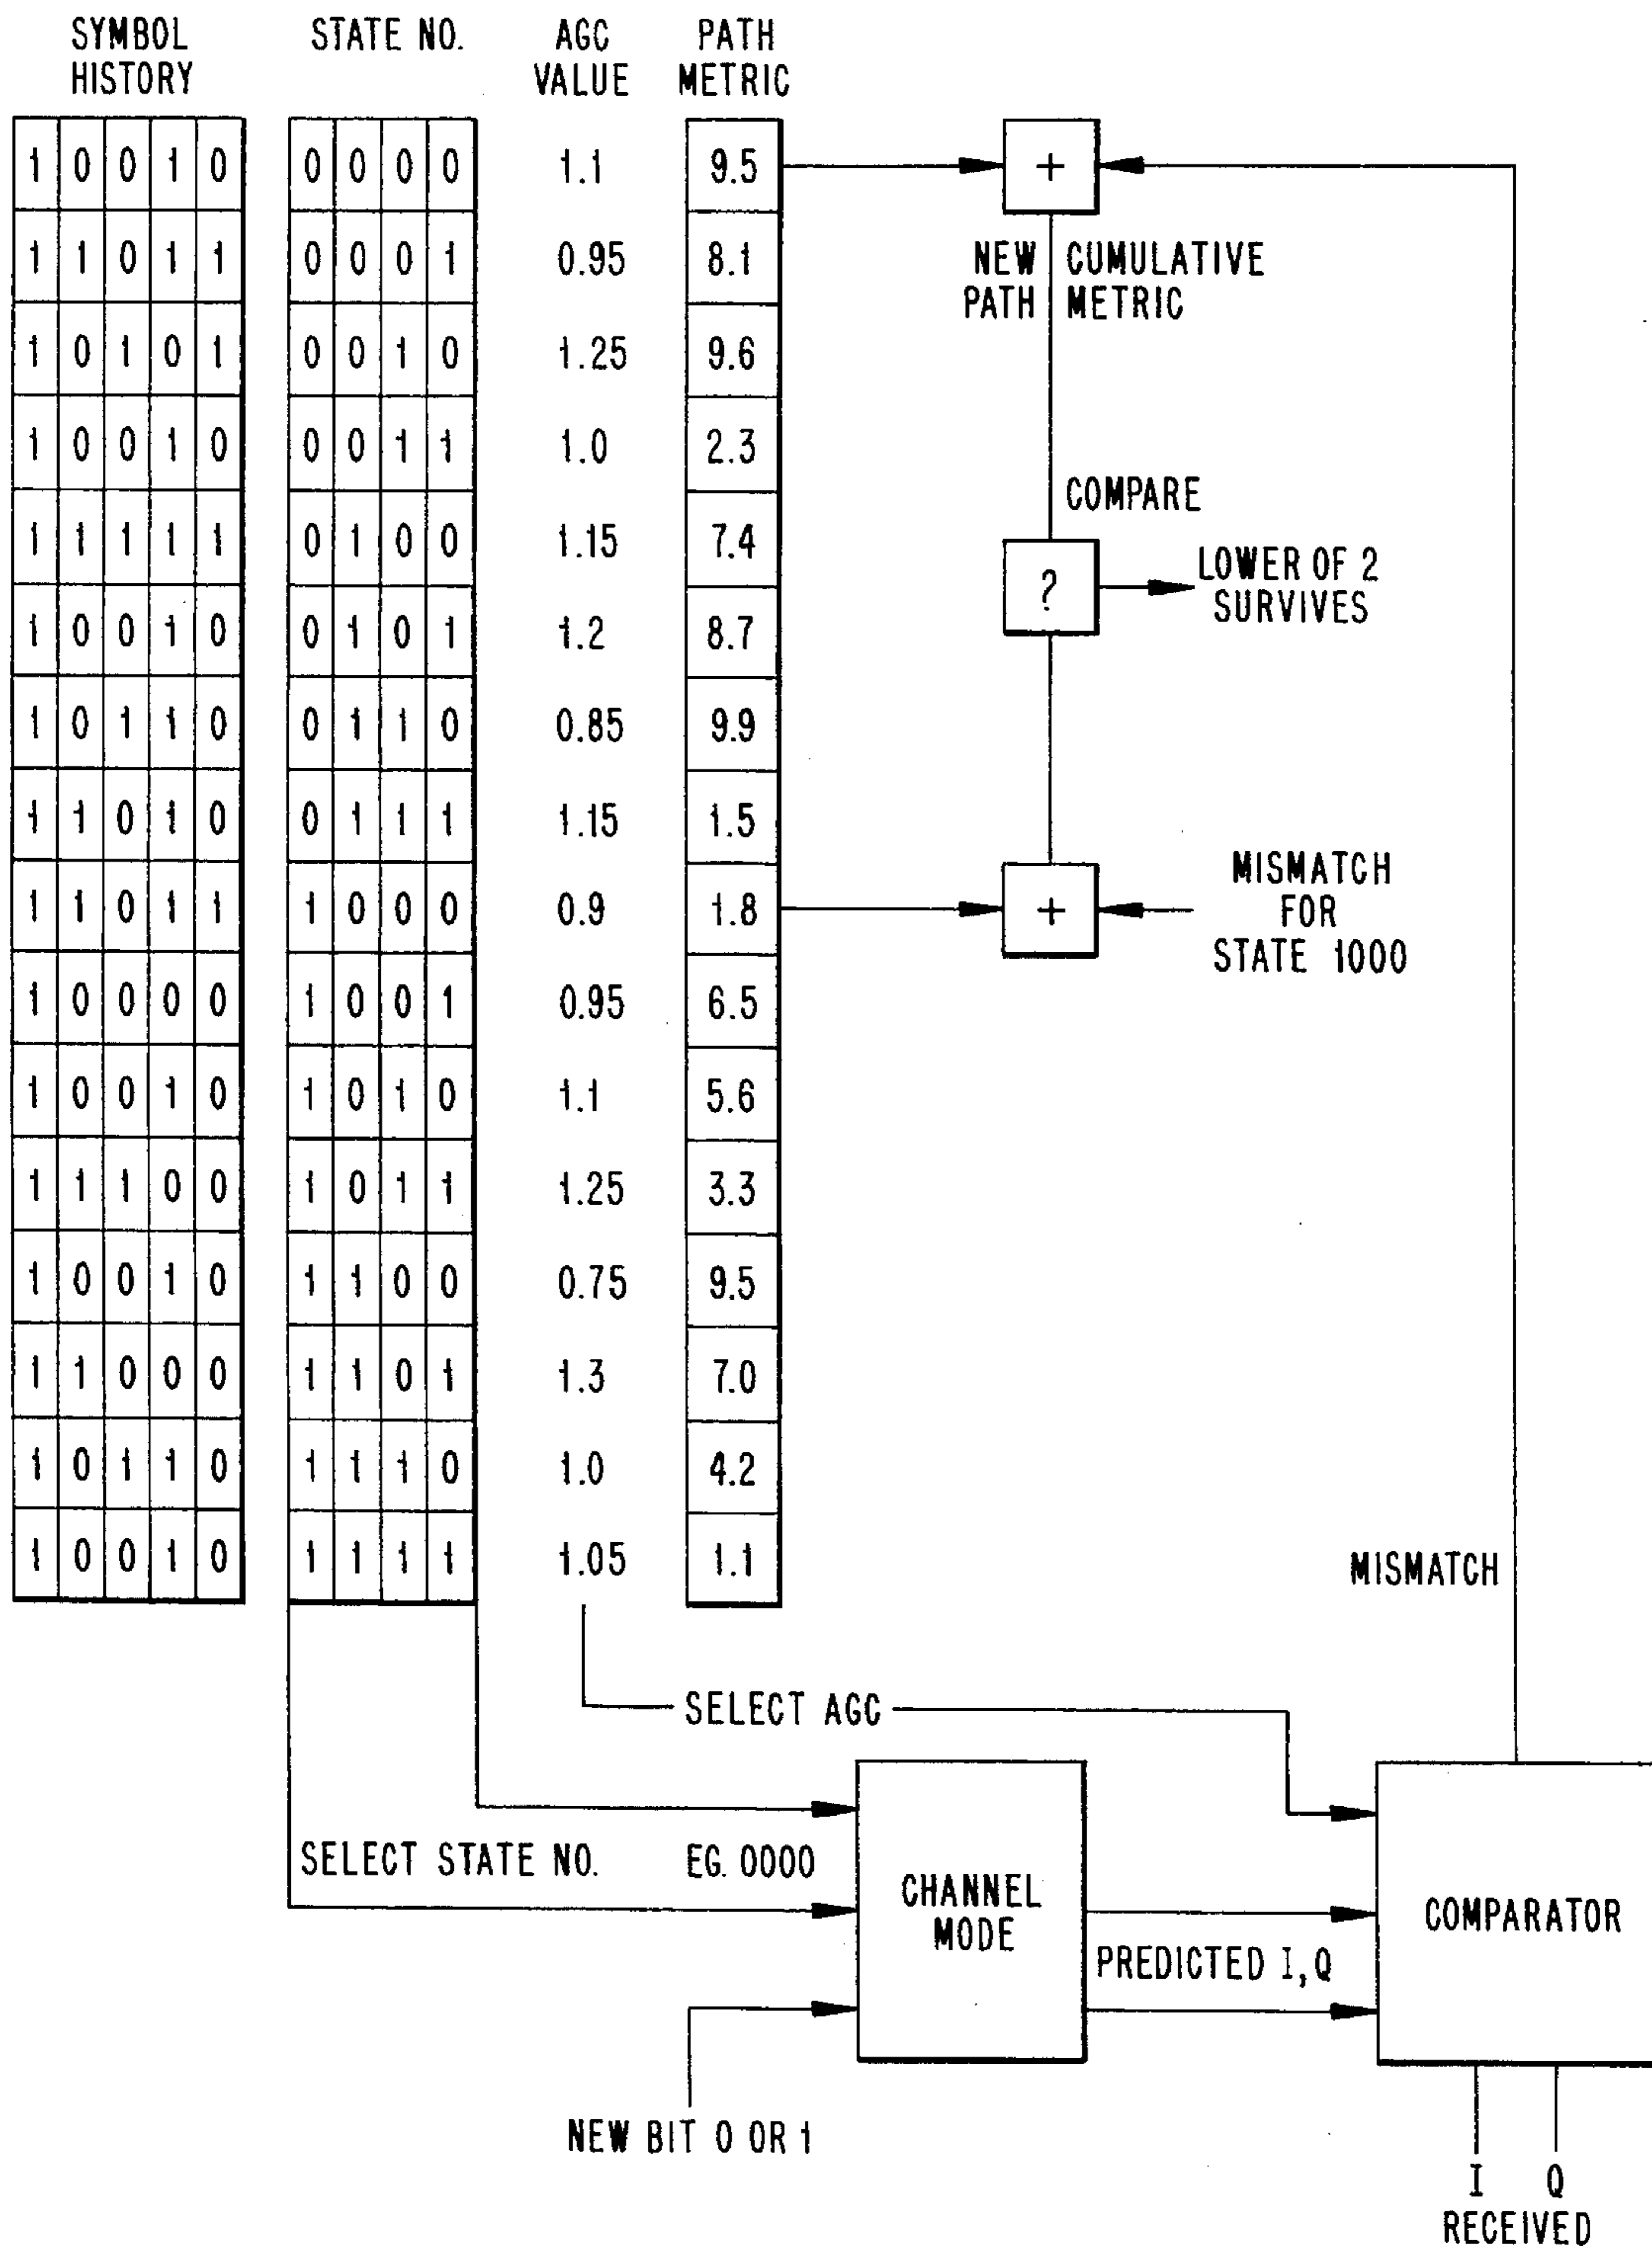 SYMBOL HISTORY STATE NO. AGC VALUE PATH METRIC
1 0 0 1 0 0 0 0 0 1.1 9.5 +
1 1 0 1 1 0 0 0 1 0.95 8.1
NEW CUMULATIVE
PATH METRIC
1 0 1 0 1 0 0 1 0 1.25 9.6
1 0 0 1 0 0 0 1 1 1.0 2.3
COMPARE
1 1 1 1 1 0 1 0 0 1.15 7.4
? LOWER OF 2
SURVIVES
1 0 0 1 0 0 1 0 1 1.2 8.7
1 0 1 1 0 0 1 1 0 0.85 9.9
1 1 0 1 0 0 1 1 1 1.15 1.5
1 1 0 1 1 1 0 0 0 0.9 1.8 +
MISMATCH
FOR
STATE 1000
1 0 0 0 0 1 0 0 1 0.95 6.5
1 0 0 1 0 1 0 1 0 1.1 5.6
1 1 1 0 0 1 0 1 1 1.25 3.3
1 0 0 1 0 1 1 0 0 0.75 9.5
1 1 0 0 0 1 1 0 1 1.3 7.0
1 0 1 1 0 1 1 1 0 1.0 4.2
1 0 0 1 0 1 1 1 1 1.05 1.1
MISMATCH
SELECT AGC
SELECT STATE NO. EG. 0000
CHANNEL
MODE
COMPARATOR
PREDICTED I,Q
NEW BIT 0 OR 1
I Q
RECEIVED